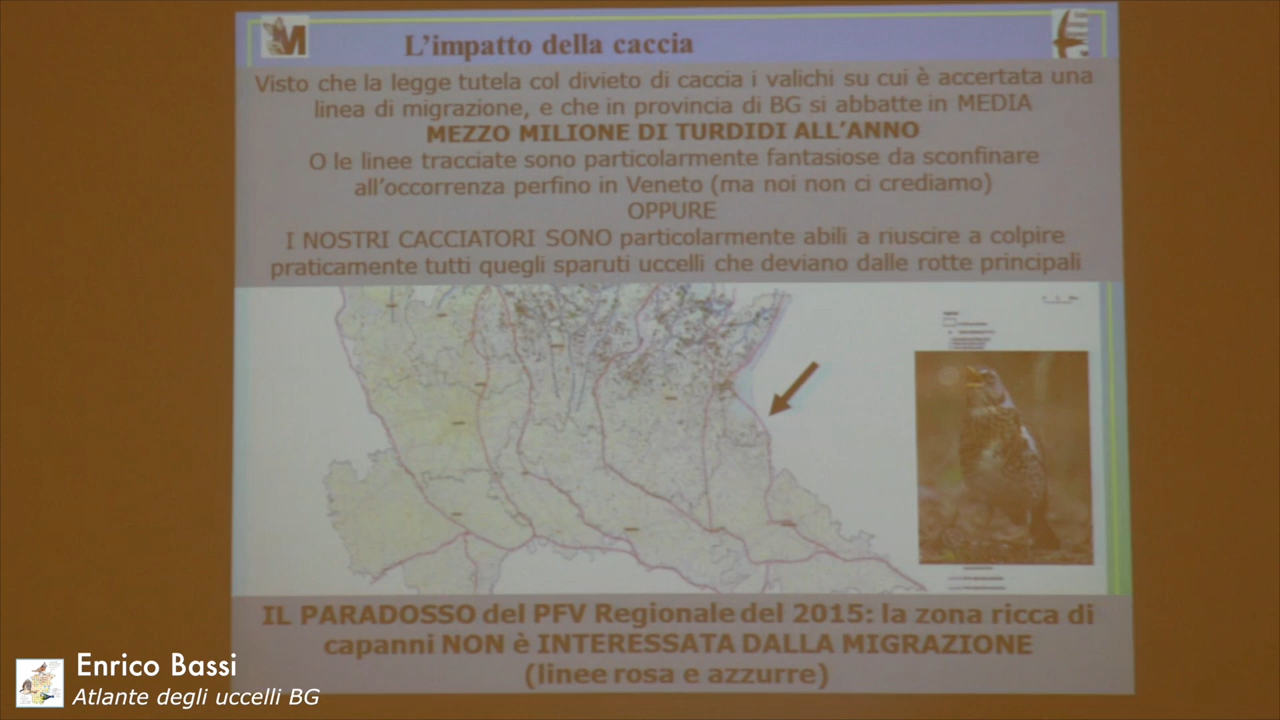 M
L'impatto della caccia
Visto che la legge tutela col divieto di caccia i valichi su cui è accertata una
linea di migrazione, e che in provincia di BG si abbatte in MEDIA
MEZZO MILIONE DI TURDIDI ALL'ANNO
O le linee tracciate sono particolarmente fantasiose da sconfinare
all'occorrenza perfino in Veneto (ma noi non ci crediamo)
OPPURE
I NOSTRI CACCIATORI SONO particolarmente abili a riuscire a colpire
praticamente tutti quegli sparuti uccelli che deviano dalle rotte principali
IL PARADOSSO del PFV Regionale del 2015: la zona ricca di
capanni NON è INTERESSATA DALLA MIGRAZIONE
(linee rosa e azzurre)
Enrico Bassi
Atlante degli uccelli BG